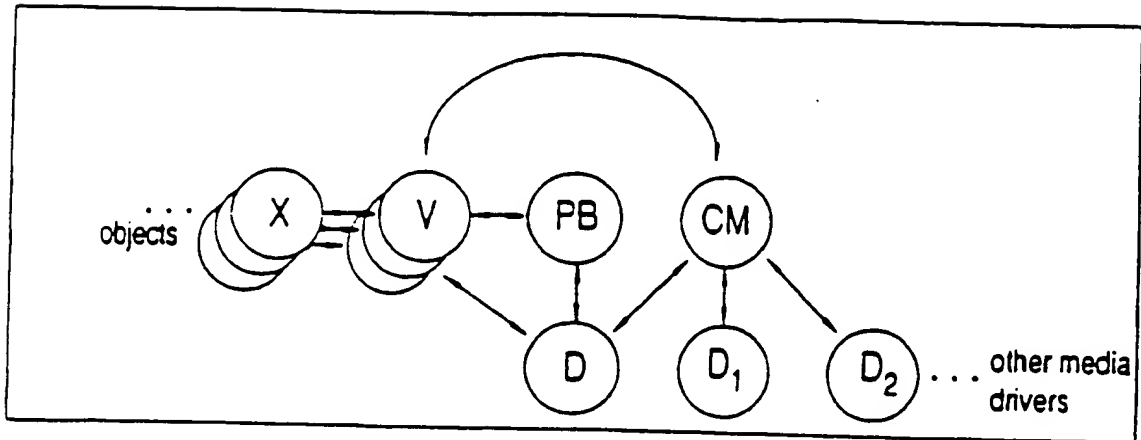 . . .
objects
X
V
PB
CM
D
D₁
D₂
. . . other media
drivers